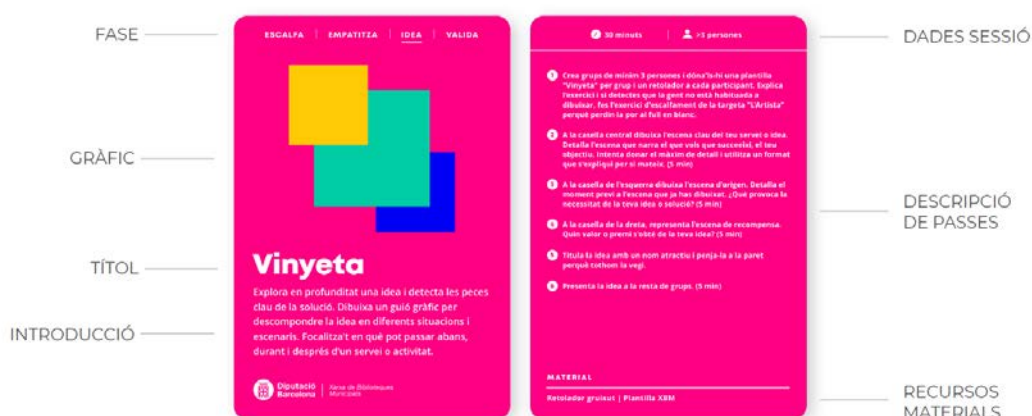 FASE
GRÀFIC
TÍTOL
INTRODUCCIÓ
ESCALFA | EMPATITZA | IDEA | VALIDA
Vinyeta
Explora en profunditat una idea i detecta les peces
clau de la solució. Dibuixa un guió gràfic per
descompondre la idea en diferents situacions i
escenaris. Focalitza't en què pot passar abans,
durant i després d'un servei o activitat.
Diputació
Barcelona
Xarxa de Biblioteques
Municipals
30 minuts | >3 persones
1 Crea grups de mínim 3 persones i dóna'ls-hi una plantilla
"Vinyeta" per grup i un retolador a cada participant. Explica
l'exercici i si detectes que la gent no està habituada a
dibuixar, fes l'exercici d'escalfament de la targeta "L'Artista"
perquè perdin la por al full en blanc.
2 A la casella central dibuixa l'escena clau del teu servei o idea.
Detalla l'escena que narra el que vols que succeeixi, el teu
objectiu. Intenta donar el màxim de detall i utilitza un format
que s'expliqui per si mateix. (5 min)
3 A la casella de l'esquerra dibuixa l'escena d'origen. Detalla el
moment previ a l'escena que ja has dibuixat. ¿Què provoca la
necessitat de la teva idea o solució? (5 min)
4 A la casella de la dreta, representa l'escena de recompensa.
Quin valor o premi s'obté de la teva idea? (5 min)
5 Titula la idea amb un nom atractiu i penja-la a la paret
perquè tothom la vegi.
6 Presenta la idea a la resta de grups. (5 min)
MATERIAL
Retolador gruixut | Plantilla XBM
DADES SESSIÓ
DESCRIPCIÓ
DE PASSES
RECURSOS
MATERIALS